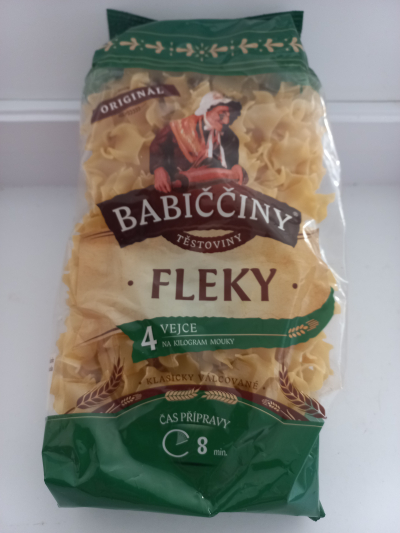 ORIGINAL
BABIČČINY
TĚSTOVINY
· FLEKY ·
4 VEJCE
NA KILOGRAM MOUKY
· KLASICKY VÁLCOVANÉ ·
ČAS PŘÍPRAVY
8 min.